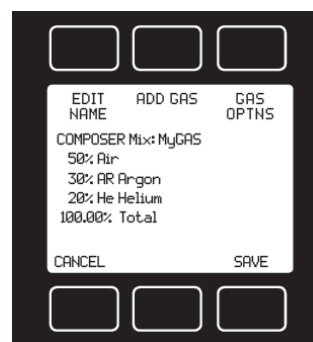 EDIT NAME ADD GAS GAS OPTNS
COMPOSER Mix: MyGAS
50% Air
30% AR Argon
20% He Helium
100.00% Total
CANCEL SAVE